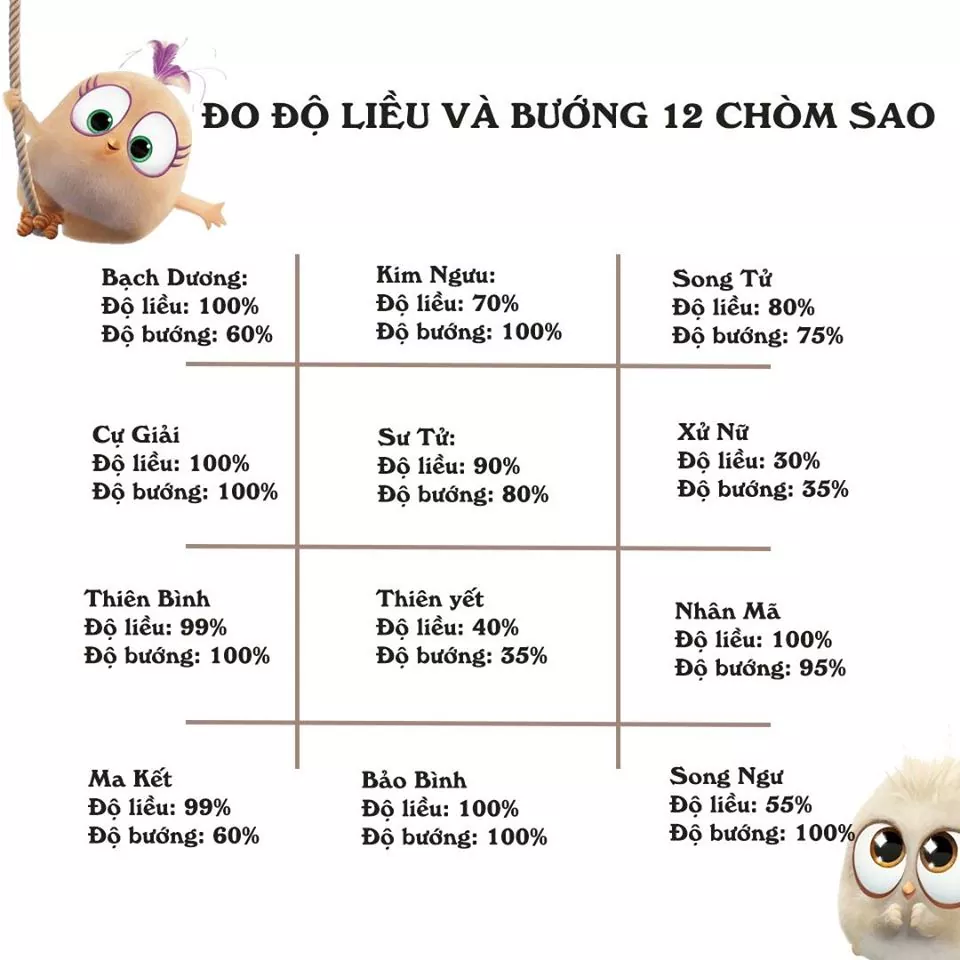 ĐO ĐỘ LIỀU VÀ BƯỚNG 12 CHÒM SAO
Bạch Dương:
Độ liều: 100%
Độ bướng: 60%
Kim Ngưu:
Độ liều: 70%
Độ bướng: 100%
Song Tử
Độ liều: 80%
Độ bướng: 75%
Cự Giải
Độ liều: 100%
Độ bướng: 100%
Sư Tử:
Độ liều: 90%
Độ bướng: 80%
Xử Nữ
Độ liều: 30%
Độ bướng: 35%
Thiên Bình
Độ liều: 99%
Độ bướng: 100%
Thiên yết
Độ liều: 40%
Độ bướng: 35%
Nhân Mã
Độ liều: 100%
Độ bướng: 95%
Ma Kết
Độ liều: 99%
Độ bướng: 60%
Bảo Bình
Độ liều: 100%
Độ bướng: 100%
Song Ngư
Độ liều: 55%
Độ bướng: 100%